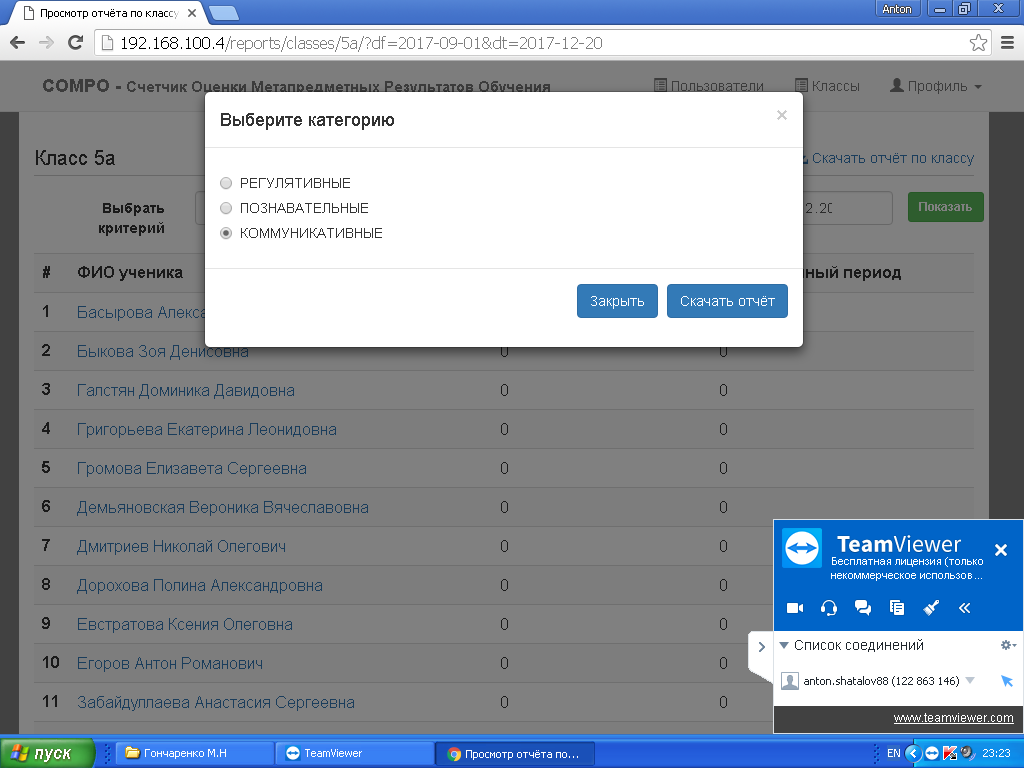 Просмотр отчёта по классу
Anton
192.168.100.4/reports/classes/5a/?df=2017-09-01&dt=2017-12-20
COMPO - Счетчик Оценки Метапредметных Результатов Обучения
Пользователи
Классы
Профиль
Выберите категорию
×
Класс 5а
Скачать отчёт по классу
РЕГУЛЯТИВНЫЕ
ПОЗНАВАТЕЛЬНЫЕ
КОММУНИКАТИВНЫЕ
Выбрать
критерий
Показать
# ФИО ученика
период
Закрыть
Скачать отчёт
1 Басырова
2 Быкова Зоя Денисовна 0 0
3 Галстян Доминика Давидовна 0 0
4 Григорьева Екатерина Леонидовна 0 0
5 Громова Елизавета Сергеевна 0 0
6 Демьяновская Вероника Вячеславовна 0 0
7 Дмитриев Николай Олегович 0 0
8 Дорохова Полина Александровна 0 0
9 Евстратова Ксения Олеговна 0 0
10 Егоров Антон Романович 0 0
11 Забайдуллаева Анастасия Сергеевна 0 0
TeamViewer
Бесплатная лицензия (только
некоммерческое использов...
Список соединений
anton.shatalov88 (122 863 146)
www.teamviewer.com
пуск
Гончаренко М.Н
TeamViewer
Просмотр отчёта по...
EN
23:23